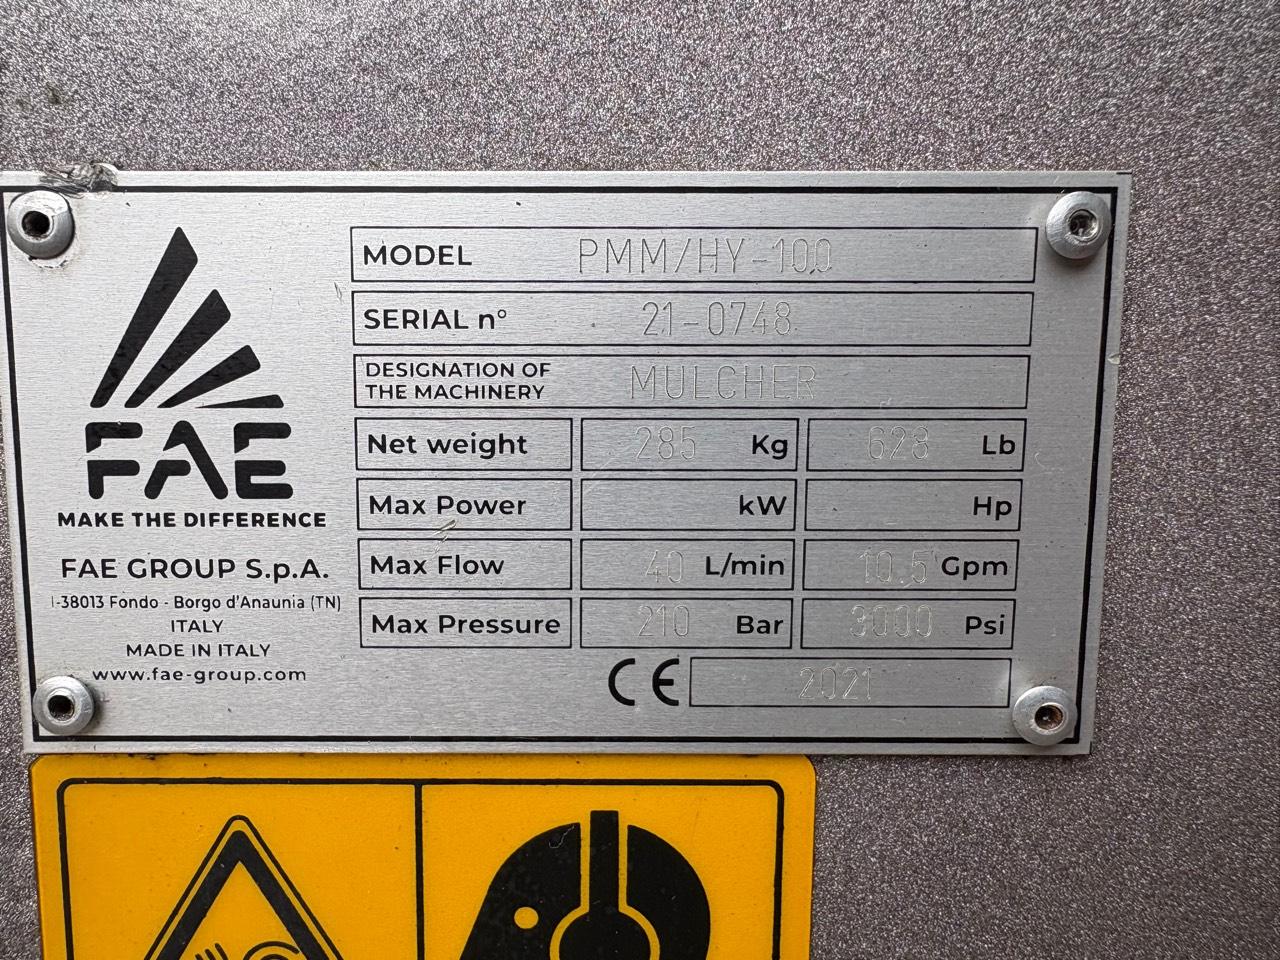 FAE
MAKE THE DIFFERENCE
FAE GROUP S.p.A.
I-38013 Fondo - Borgo d'Anaunia (TN)
ITALY
MADE IN ITALY
www.fae-group.com
MODEL PMM/HY-100
SERIAL n° 21-0748
DESIGNATION OF
THE MACHINERY MULCHER
Net weight 285 Kg 628 Lb
Max Power kW Hp
Max Flow 40 L/min 10.5 Gpm
Max Pressure 210 Bar 3000 Psi
CE 2021